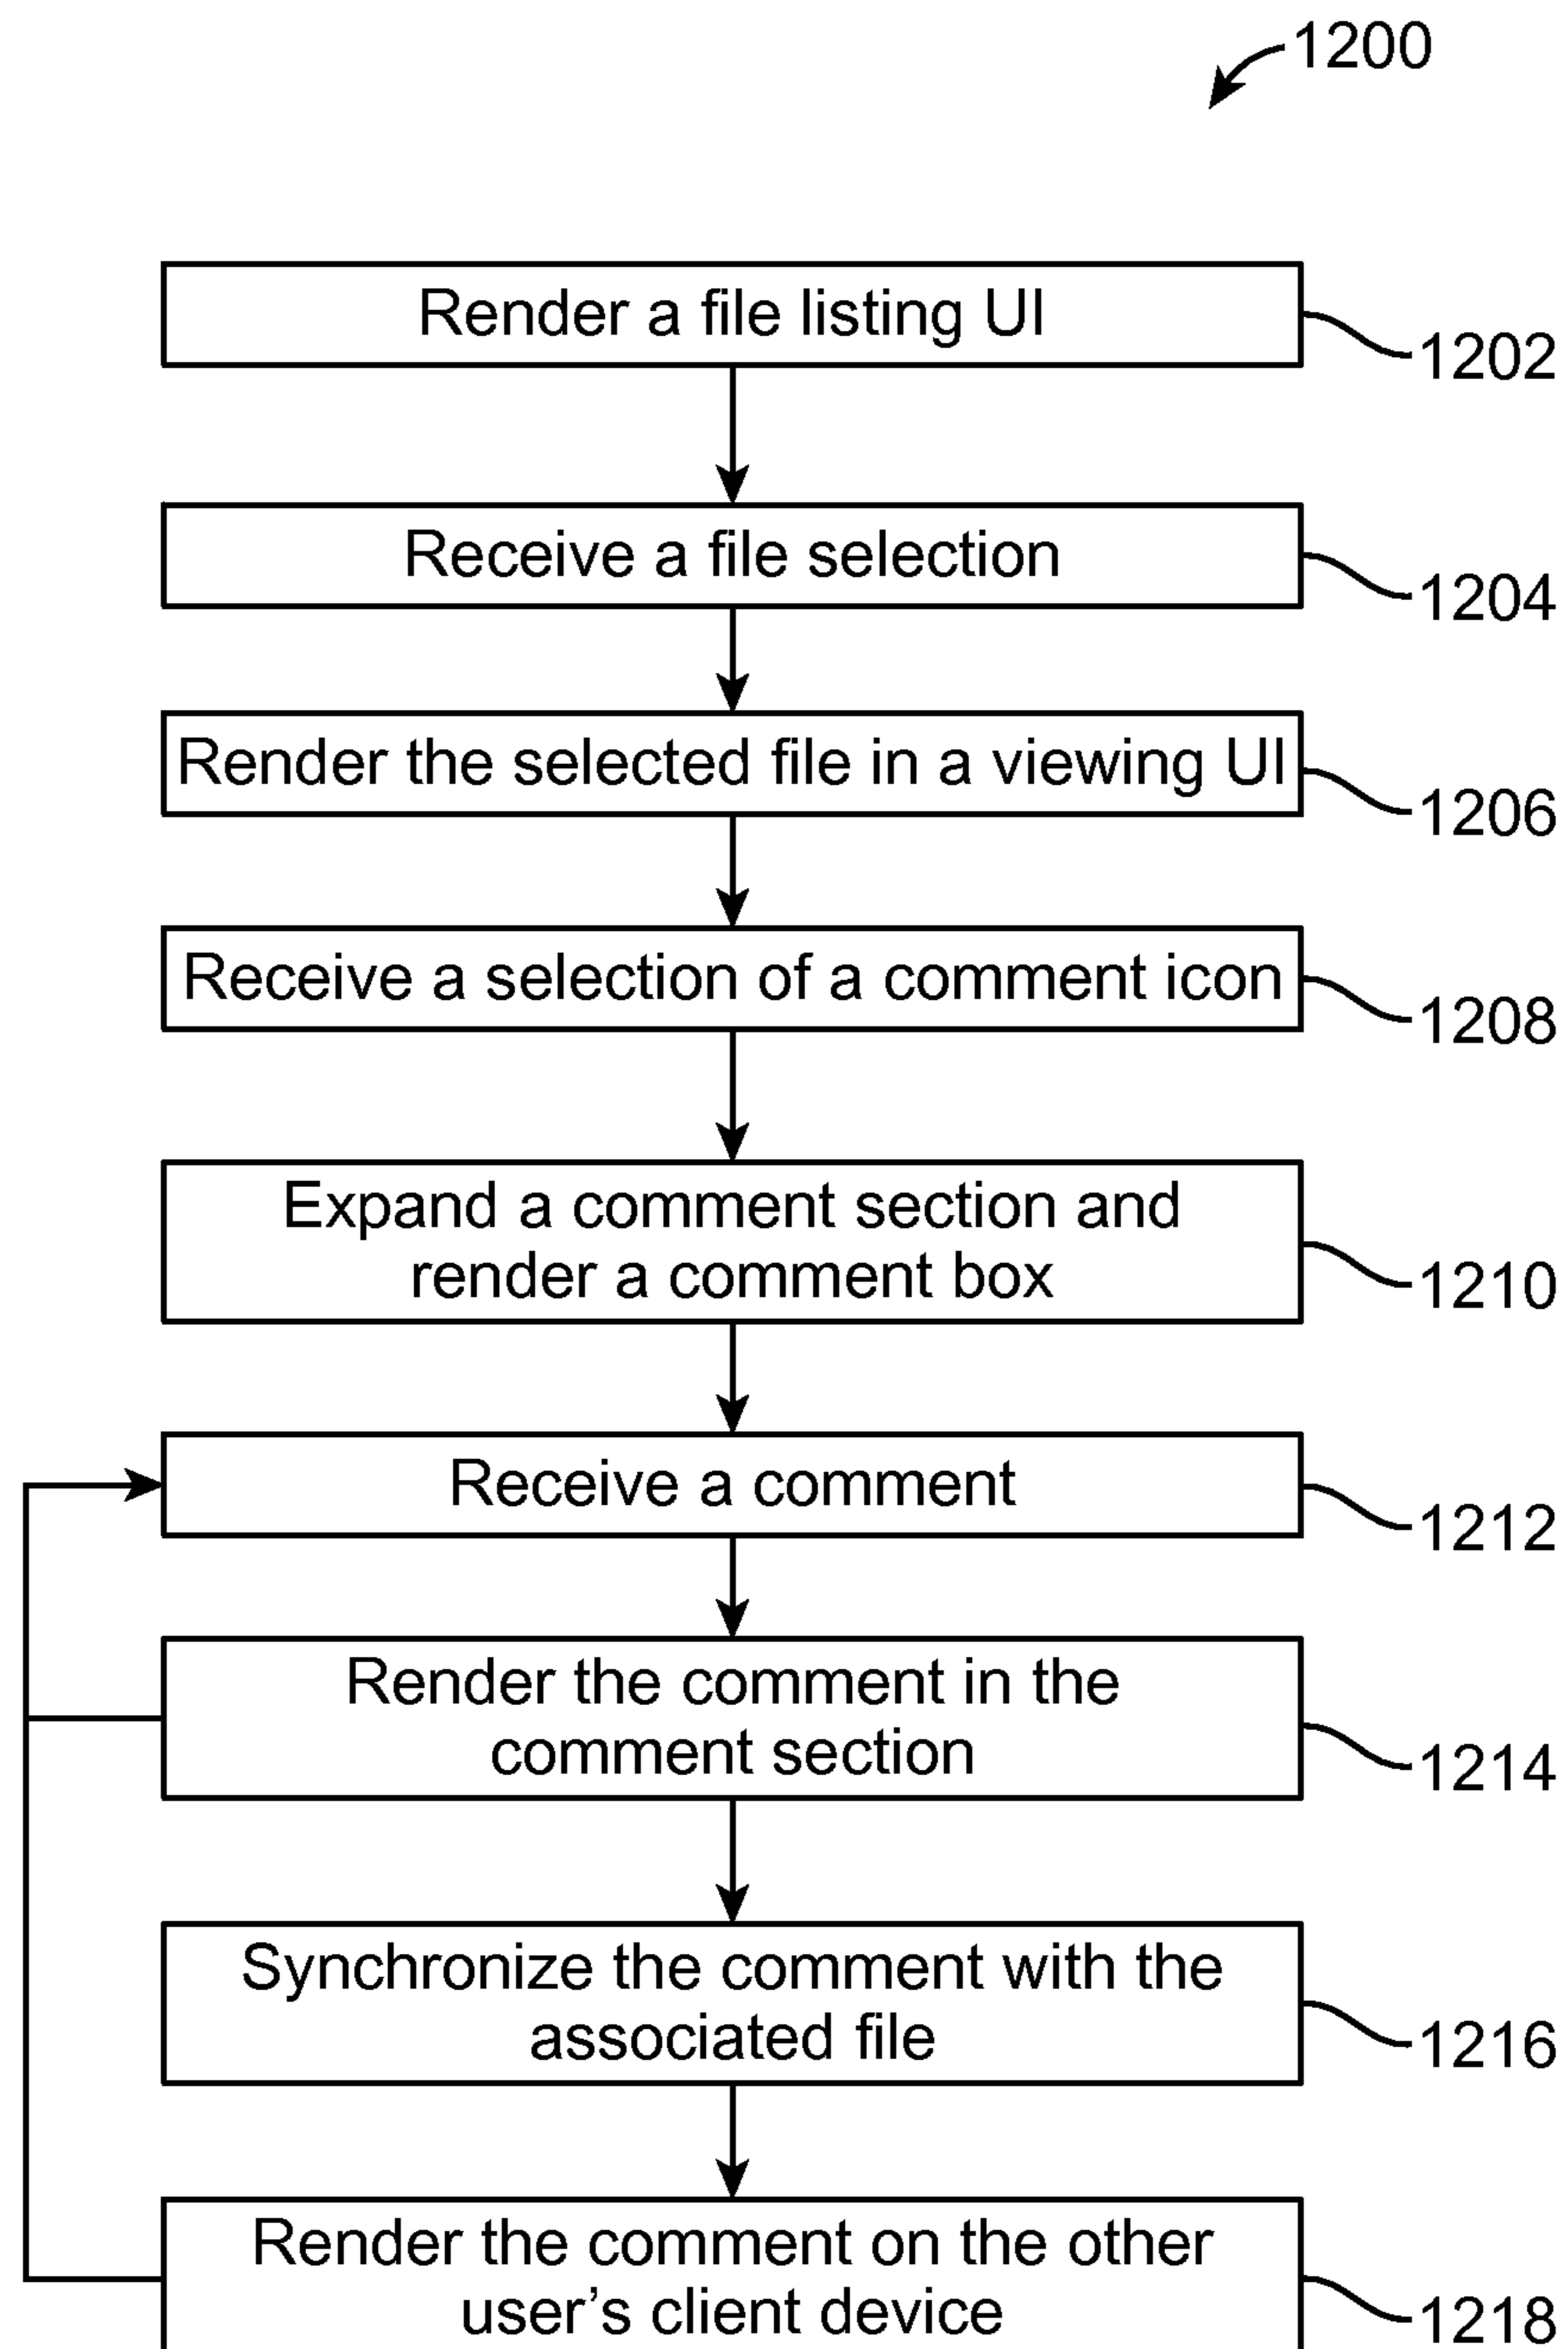 1200
Render a file listing UI
1202
Receive a file selection
1204
Render the selected file in a viewing UI
1206
Receive a selection of a comment icon
1208
Expand a comment section and
render a comment box
1210
Receive a comment
1212
Render the comment in the
comment section
1214
Synchronize the comment with the
associated file
1216
Render the comment on the other
user’s client device
1218